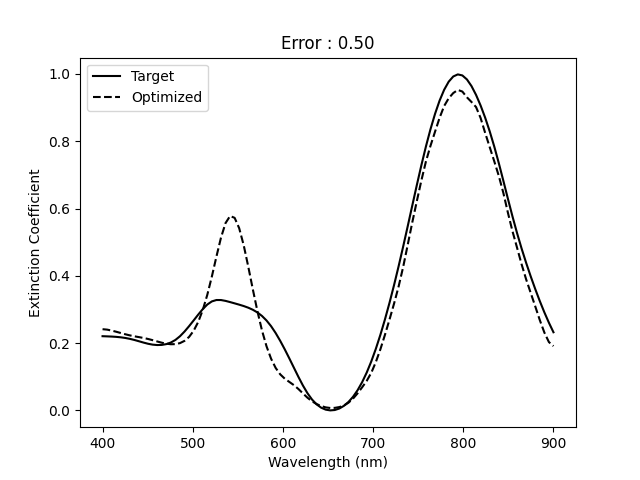 Error : 0.50
Target
Optimized
Extinction Coefficient
1.0
0.8
0.6
0.4
0.2
0.0
400 500 600 700 800 900
Wavelength (nm)